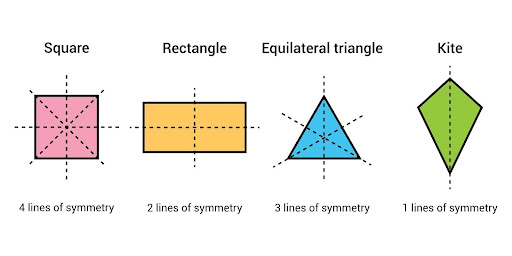 Square
Rectangle
Equilateral triangle
Kite
4 lines of symmetry
2 lines of symmetry
3 lines of symmetry
1 lines of symmetry